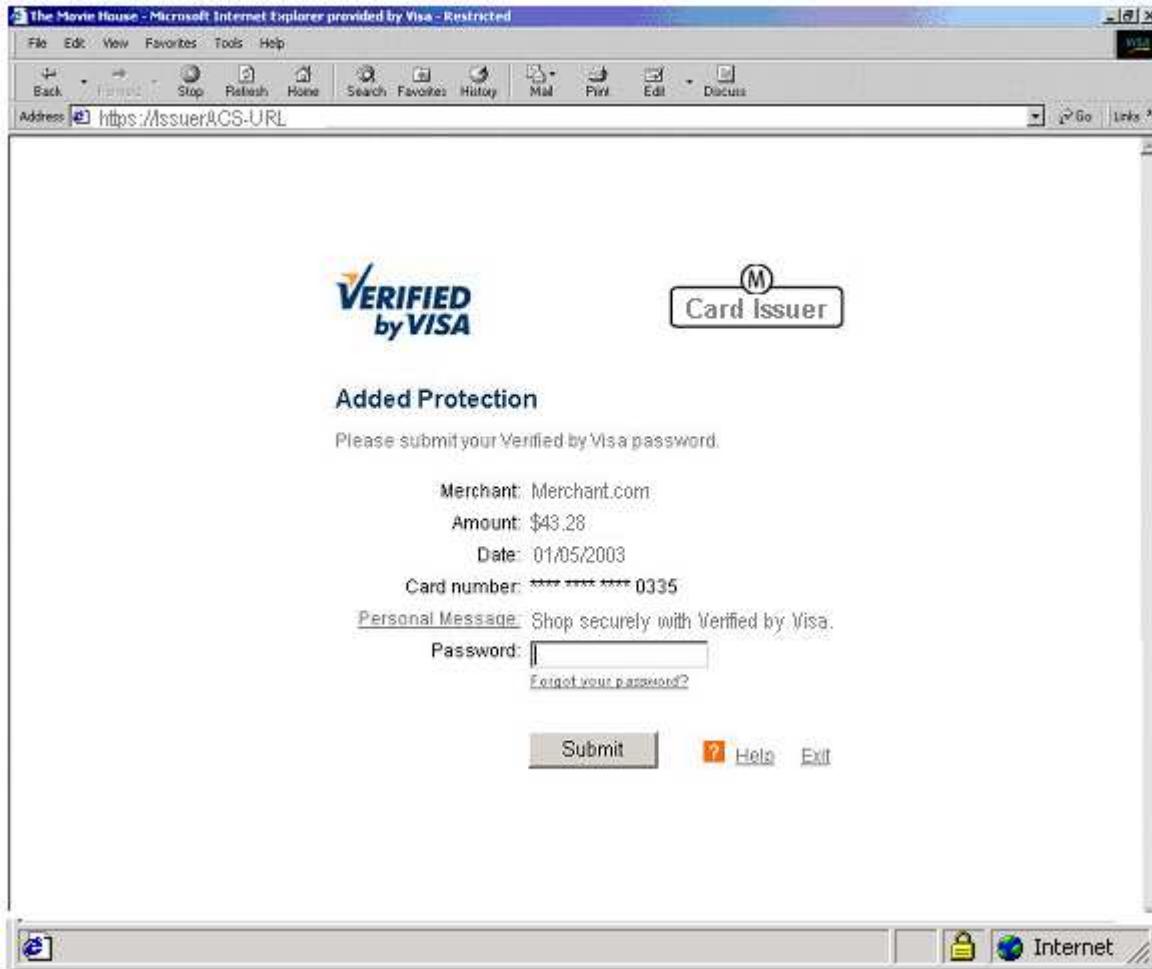 The Movie House - Microsoft Internet Explorer provided by Visa - Restricted
File Edit View Favorites Tools Help
VISA
Back Forward Stop Refresh Home Search Favorites History Mail Print Edit Discuss
Address https://IssuerACS-URL Go Links
VERIFIED
by VISA
M
Card Issuer
Added Protection
Please submit your Verified by Visa password.
Merchant: Merchant.com
Amount: $43.28
Date: 01/05/2003
Card number: **** **** **** 0335
Personal Message: Shop securely with Verified by Visa.
Password:
Forgot your password?
Submit ? Help Exit
Internet